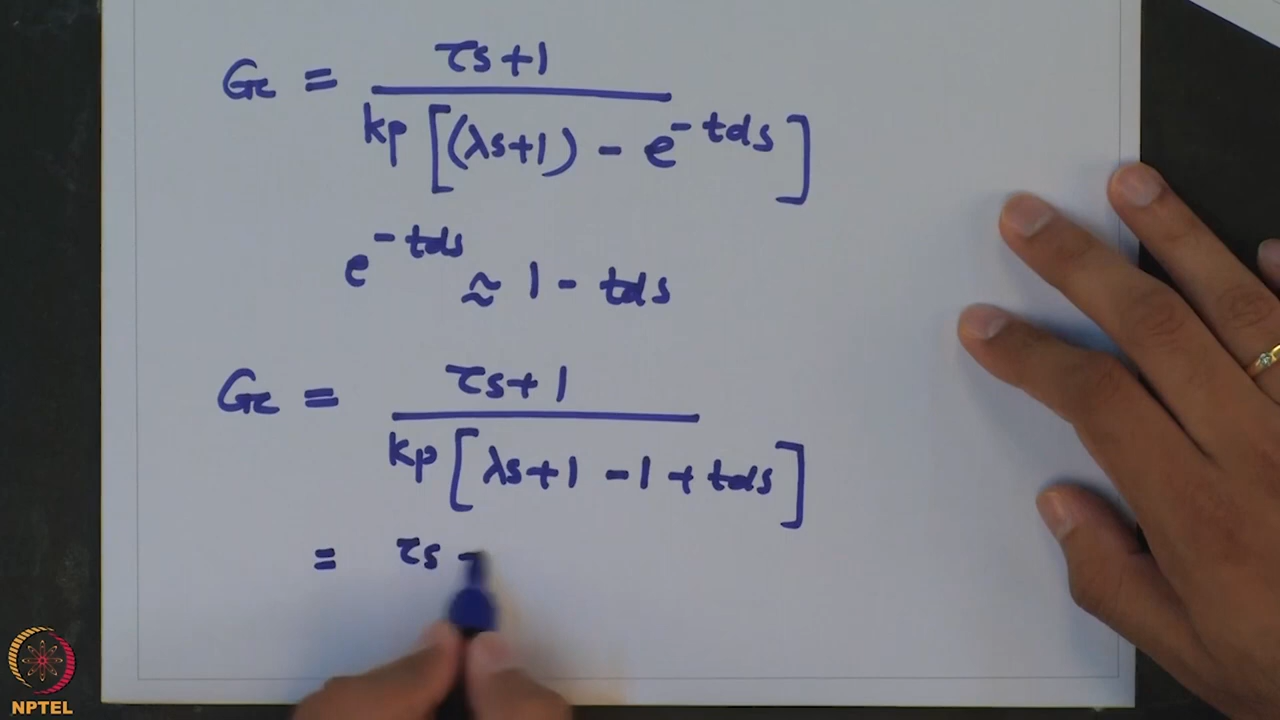 Gc = τs+1 / kp[(λs+1) - e^-tds]
e^-tds ≈ 1 - tds
Gc = τs+1 / kp[λs+1 -1 + tds]
= τs
NPTEL